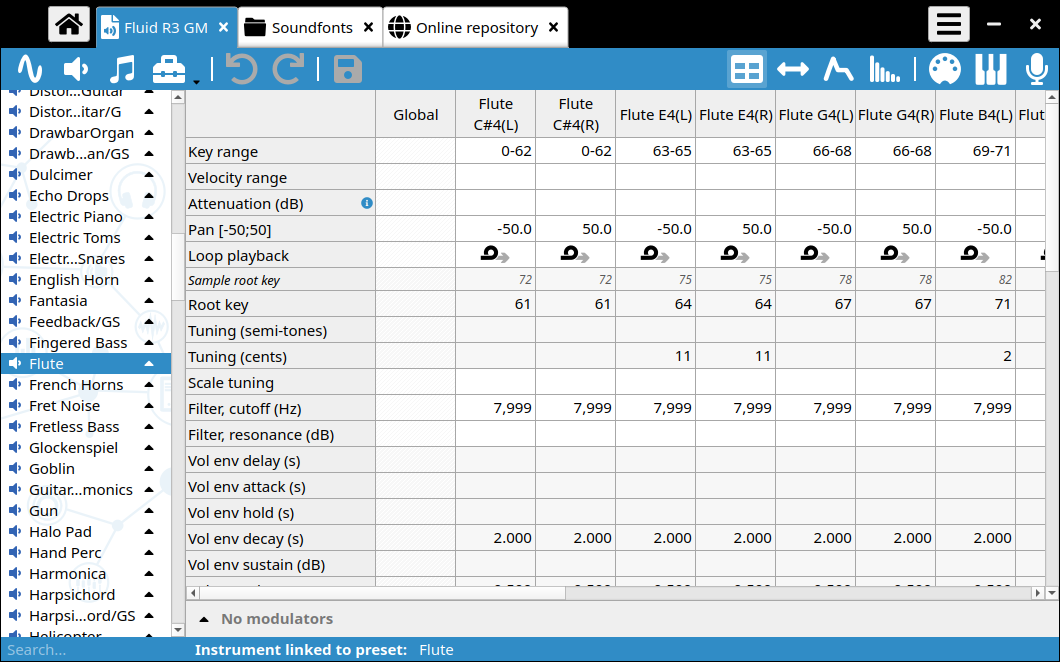 Fluid R3 GM
Soundfonts
Online repository
Distor...Guitar
Distor...itar/G
DrawbarOrgan
Drawb...an/GS
Dulcimer
Echo Drops
Electric Piano
Electric Toms
Electr...Snares
English Horn
Fantasia
Feedback/GS
Fingered Bass
Flute
French Horns
Fret Noise
Fretless Bass
Glockenspiel
Goblin
Guitar...monics
Gun
Halo Pad
Hand Perc
Harmonica
Harpsichord
Harpsi...ord/GS
Helicopter
Search...
Global Flute C#4(L) Flute C#4(R) Flute E4(L) Flute E4(R) Flute G4(L) Flute G4(R) Flute B4(L) Flut
Key range 0-62 0-62 63-65 63-65 66-68 66-68 69-71
Velocity range
Attenuation (dB)
Pan [-50;50] -50.0 50.0 -50.0 50.0 -50.0 50.0 -50.0
Loop playback
Sample root key 72 72 75 75 78 78 82
Root key 61 61 64 64 67 67 71
Tuning (semi-tones)
Tuning (cents) 11 11 2
Scale tuning
Filter, cutoff (Hz) 7,999 7,999 7,999 7,999 7,999 7,999 7,999
Filter, resonance (dB)
Vol env delay (s)
Vol env attack (s)
Vol env hold (s)
Vol env decay (s) 2.000 2.000 2.000 2.000 2.000 2.000 2.000
Vol env sustain (dB)
No modulators
Instrument linked to preset: Flute